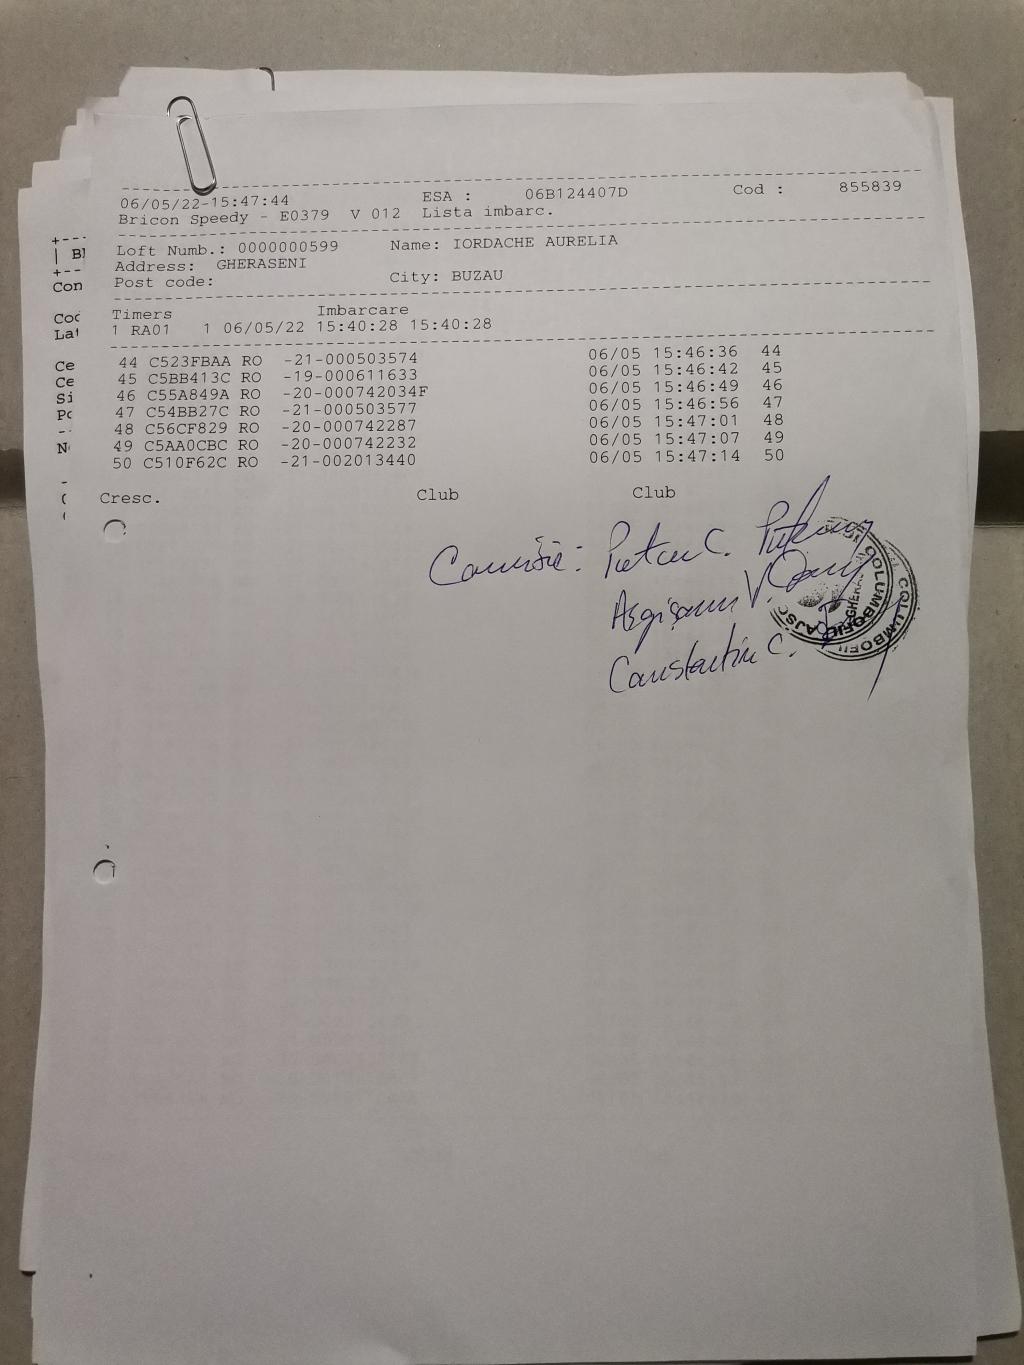 06/05/22-15:47:44 ESA : 06B124407D Cod : 855839
Bricon Speedy - E0379 V 012 Lista imbarc.
Loft Numb.: 0000000599 Name: IORDACHE AURELIA
Address: GHERASENI
Post code: City: BUZAU
Timers Imbarcare
1 RA01 1 06/05/22 15:40:28 15:40:28
44 C523FBAA RO -21-000503574 06/05 15:46:36 44
45 C5BB413C RO -19-000611633 06/05 15:46:42 45
46 C55A849A RO -20-000742034F 06/05 15:46:49 46
47 C54BB27C RO -21-000503577 06/05 15:46:56 47
48 C56CF829 RO -20-000742287 06/05 15:47:01 48
49 C5AA0CBC RO -20-000742232 06/05 15:47:07 49
50 C510F62C RO -21-002013440 06/05 15:47:14 50
Cresc. Club Club
C.
V.
Constantin C.
Con
Ce
Ce
Si